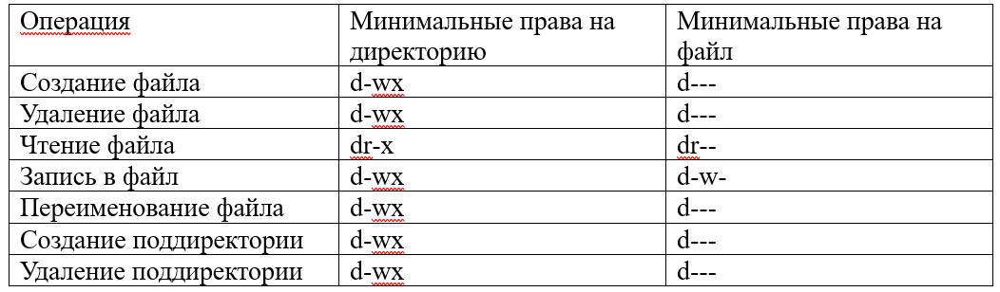 Операция
Минимальные права на
директорию
Минимальные права на
файл
Создание файла
d-wx
d---
Удаление файла
d-wx
d---
Чтение файла
dr-x
dr--
Запись в файл
d-wx
d-w-
Переименование файла
d-wx
d---
Создание поддиректории
d-wx
d---
Удаление поддиректории
d-wx
d---